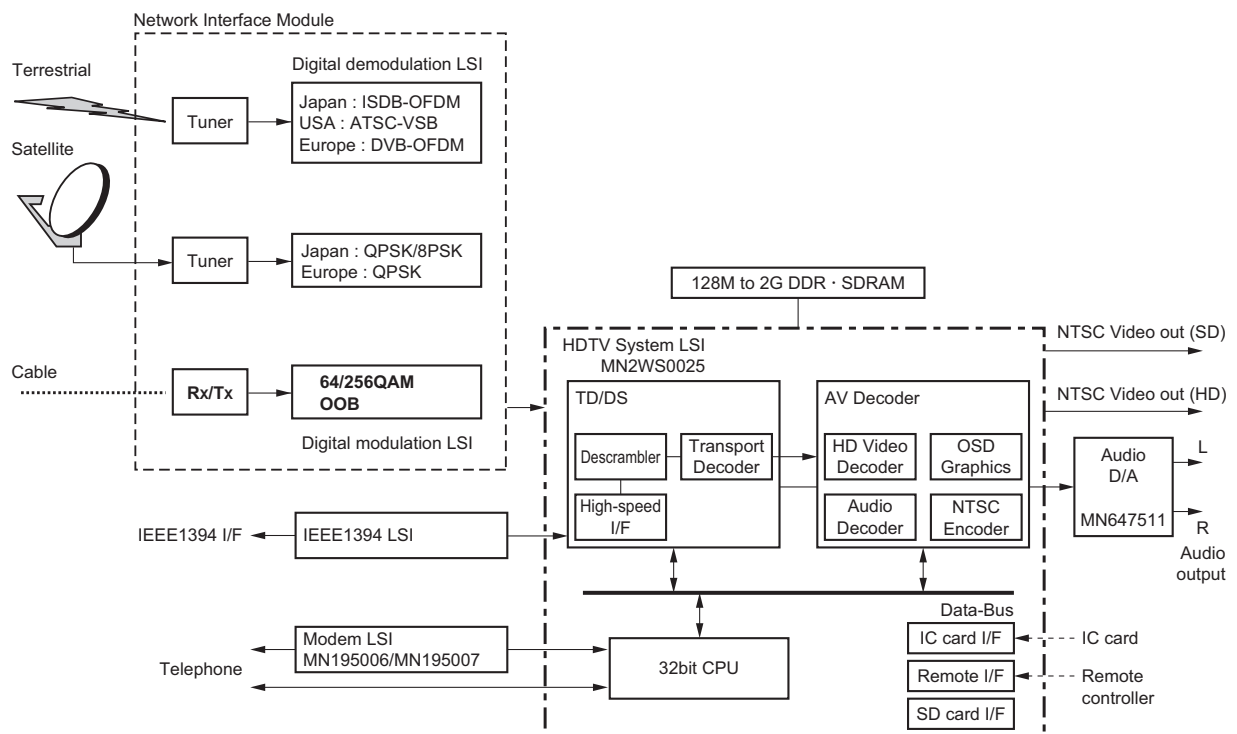 Network Interface Module
Terrestrial
Digital demodulation LSI
Tuner
Japan : ISDB-OFDM
USA : ATSC-VSB
Europe : DVB-OFDM
Satellite
Tuner
Japan : QPSK/8PSK
Europe : QPSK
Cable
Rx/Tx
64/256QAM
OOB
Digital modulation LSI
128M to 2G DDR · SDRAM
HDTV System LSI
MN2WS0025
TD/DS
Descrambler
Transport
Decoder
High-speed
I/F
AV Decoder
HD Video
Decoder
OSD
Graphics
Audio
Decoder
NTSC
Encoder
NTSC Video out (SD)
NTSC Video out (HD)
Audio
D/A
MN647511
L
R
Audio
output
IEEE1394 I/F
IEEE1394 LSI
Data-Bus
Modem LSI
MN195006/MN195007
Telephone
32bit CPU
IC card I/F
IC card
Remote I/F
Remote
controller
SD card I/F